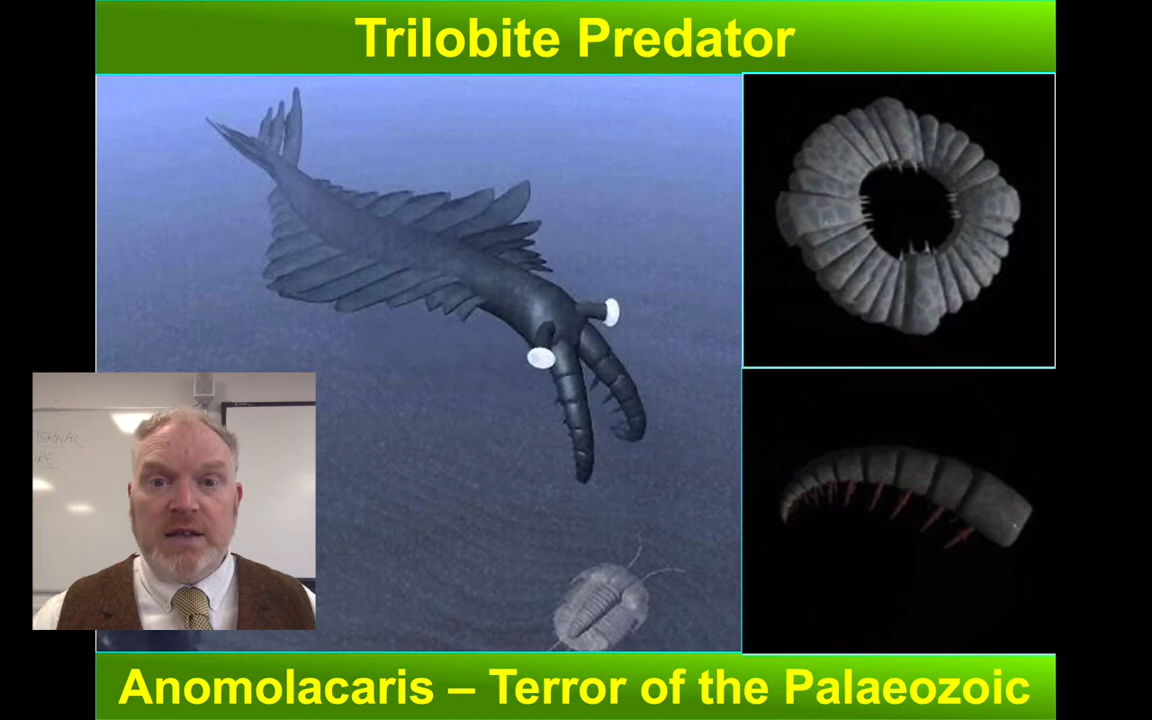 Trilobite Predator
Anomolacaris – Terror of the Palaeozoic